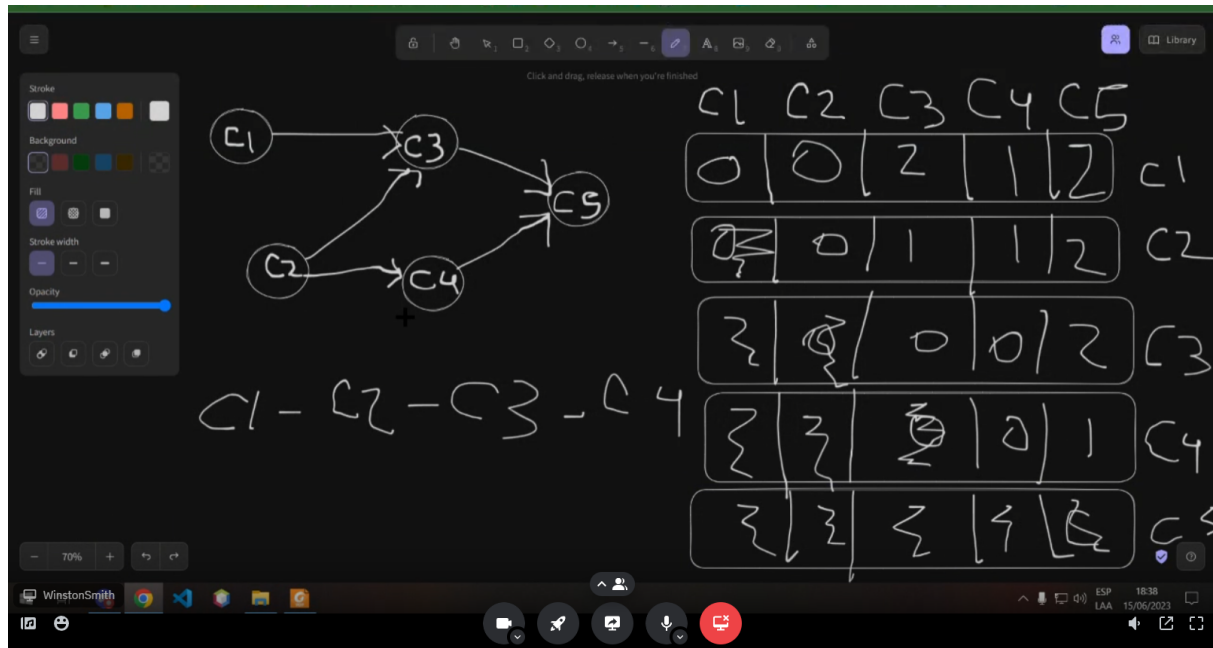 Library
Click and drag, release when you're finished
Stroke
Background
Fill
Stroke width
Opacity
Layers
C1
C3
C5
C2
C4
C1 - C2 - C3 - C4
C1 C2 C3 C4 C5
0 0 2 1 2 C1
0 1 1 2 C2
0 0 2 C3
0 1 C4
70%
WinstonSmith
ESP
LAA
18:38
15/06/2023